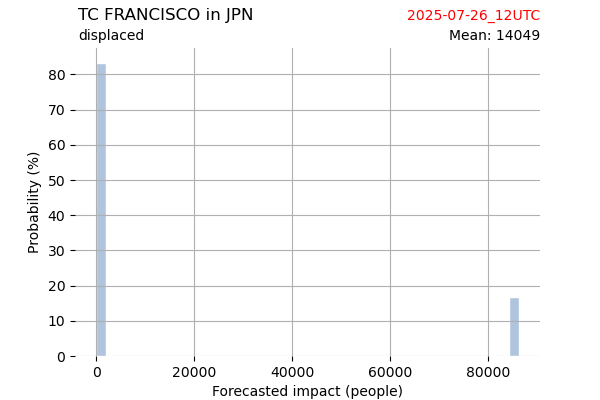 TC FRANCISCO in JPN
2025-07-26_12UTC
displaced
Mean: 14049
80
70
60
50
40
30
20
10
0
Probability (%)
0 20000 40000 60000 80000
Forecasted impact (people)